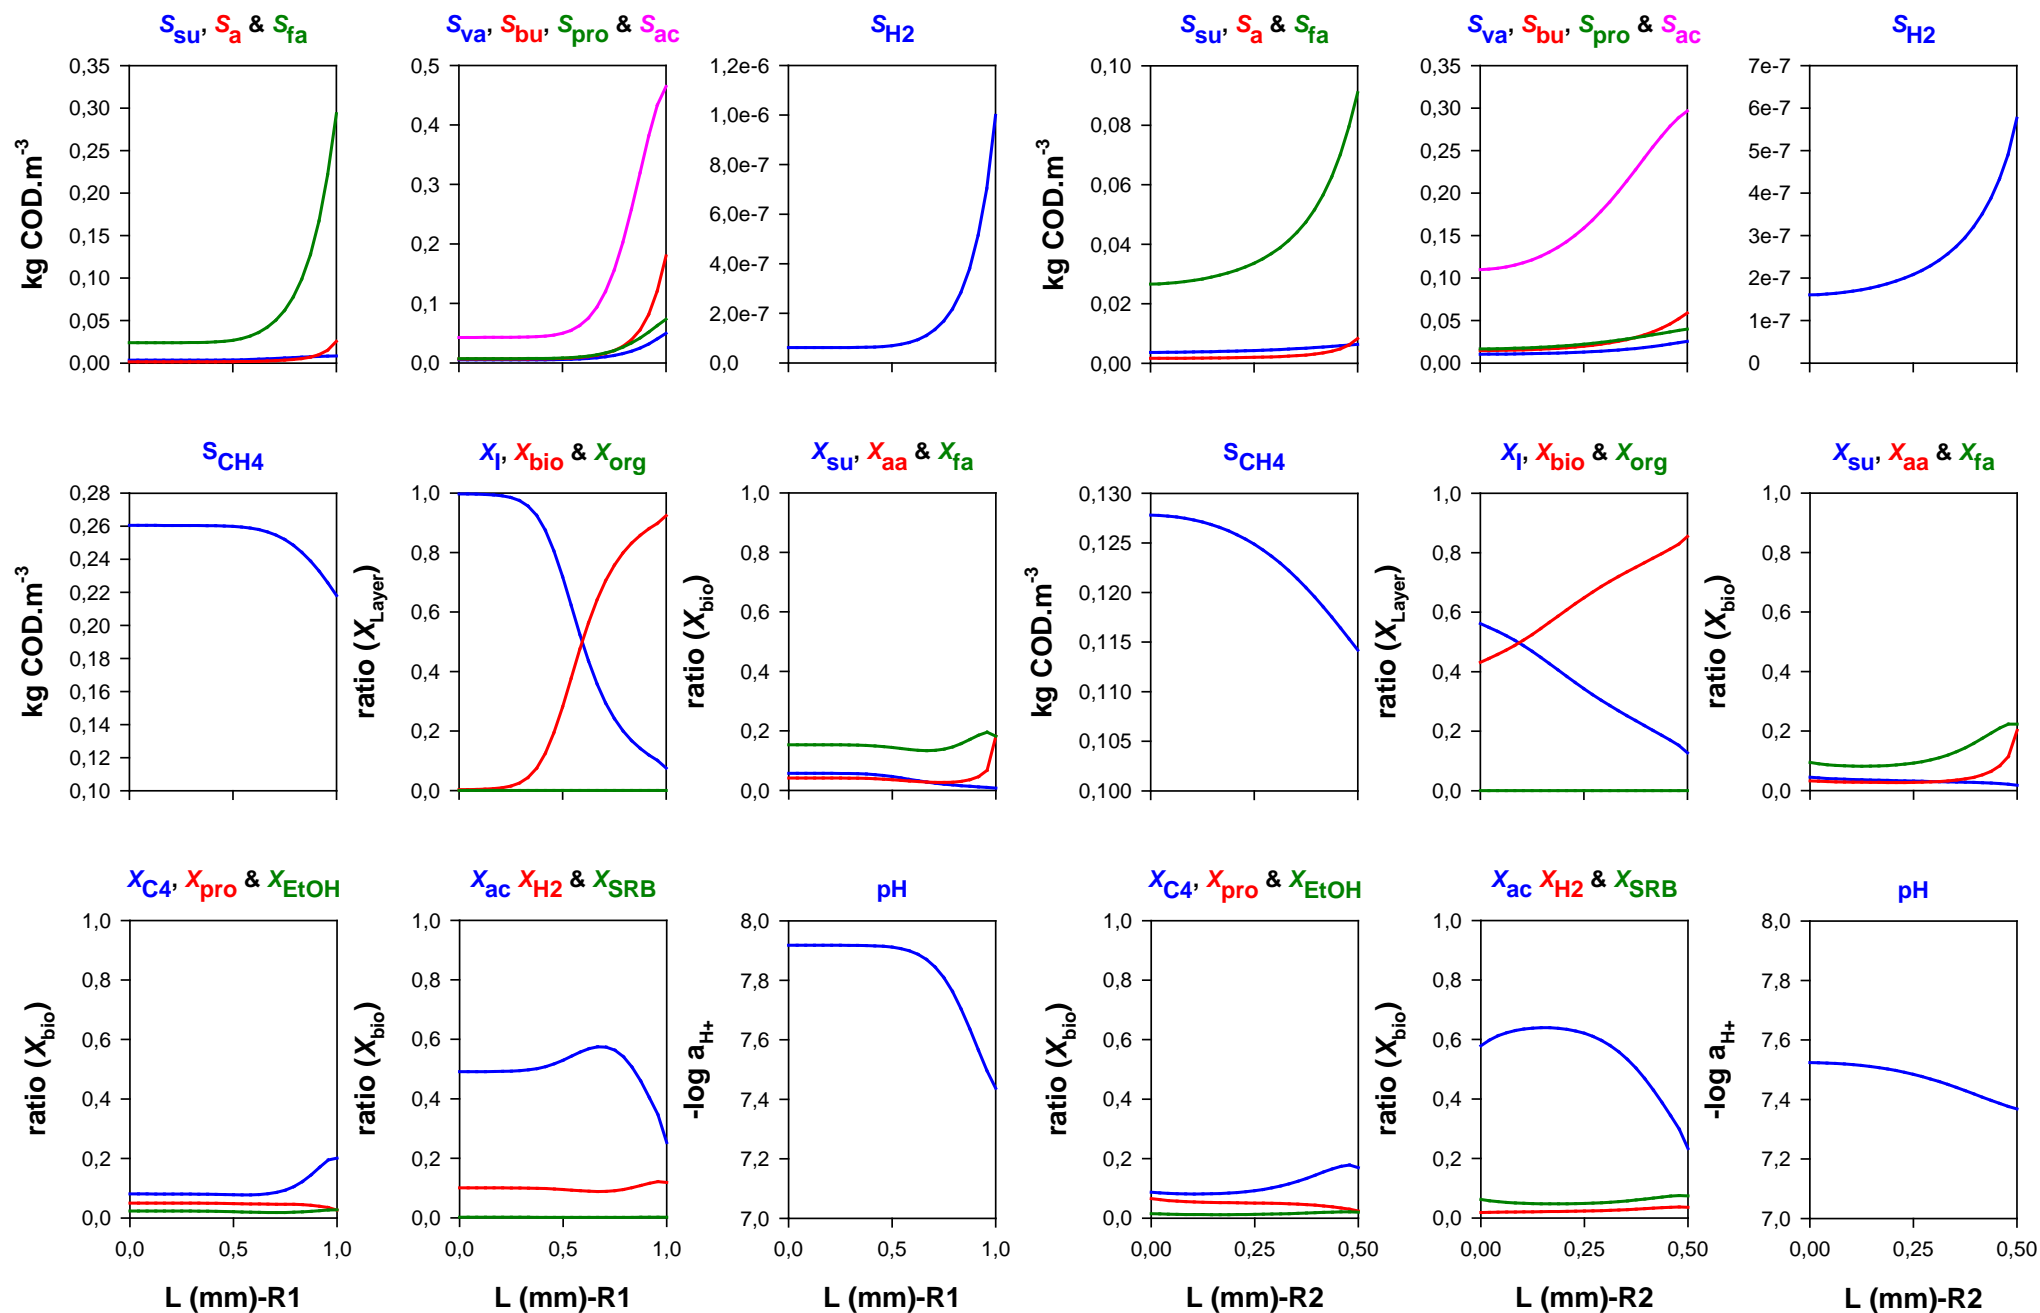 Ssu, Sa & Sfa
Sva, Sbu, Spro & Sac
SH2
Ssu, Sa & Sfa
Sva, Sbu, Spro & Sac
SH2
kg COD.m-3
0,35
0,30
0,25
0,20
0,15
0,10
0,05
0,00
0,5
0,4
0,3
0,2
0,1
0,0
1,2e-6
1,0e-6
8,0e-7
6,0e-7
4,0e-7
2,0e-7
0,0
kg COD.m-3
0,10
0,08
0,06
0,04
0,02
0,00
0,35
0,30
0,25
0,20
0,15
0,10
0,05
0,00
7e-7
6e-7
5e-7
4e-7
3e-7
2e-7
1e-7
0
SCH4
XI, Xbio & Xorg
Xsu, Xaa & Xfa
SCH4
XI, Xbio & Xorg
Xsu, Xaa & Xfa
kg COD.m-3
0,28
0,26
0,24
0,22
0,20
0,19
0,18
0,16
0,14
0,12
0,10
ratio (XLayer)
1,0
0,8
0,6
0,4
0,2
0,0
ratio (Xbio)
1,0
0,8
0,6
0,4
0,2
0,0
kg COD.m-3
0,130
0,125
0,120
0,115
0,110
0,105
0,100
ratio (XLayer)
1,0
0,8
0,6
0,4
0,2
0,0
ratio (Xbio)
1,0
0,8
0,6
0,4
0,2
0,0
XC4, Xpro & XEtOH
Xac XH2 & XSRB
pH
XC4, Xpro & XEtOH
Xac XH2 & XSRB
pH
ratio (Xbio)
1,0
0,8
0,6
0,4
0,2
0,0
ratio (Xbio)
1,0
0,8
0,6
0,4
0,2
0,0
-log aH+
8,0
7,8
7,6
7,4
7,2
7,0
ratio (Xbio)
1,0
0,8
0,6
0,4
0,2
0,0
ratio (Xbio)
1,0
0,8
0,6
0,4
0,2
0,0
-log aH+
8,0
7,8
7,6
7,4
7,2
7,0
0,0 0,5 1,0
0,0 0,5 1,0
0,0 0,5 1,0
0,00 0,25 0,50
0,00 0,25 0,50
0,00 0,25 0,50
L (mm)-R1
L (mm)-R1
L (mm)-R1
L (mm)-R2
L (mm)-R2
L (mm)-R2